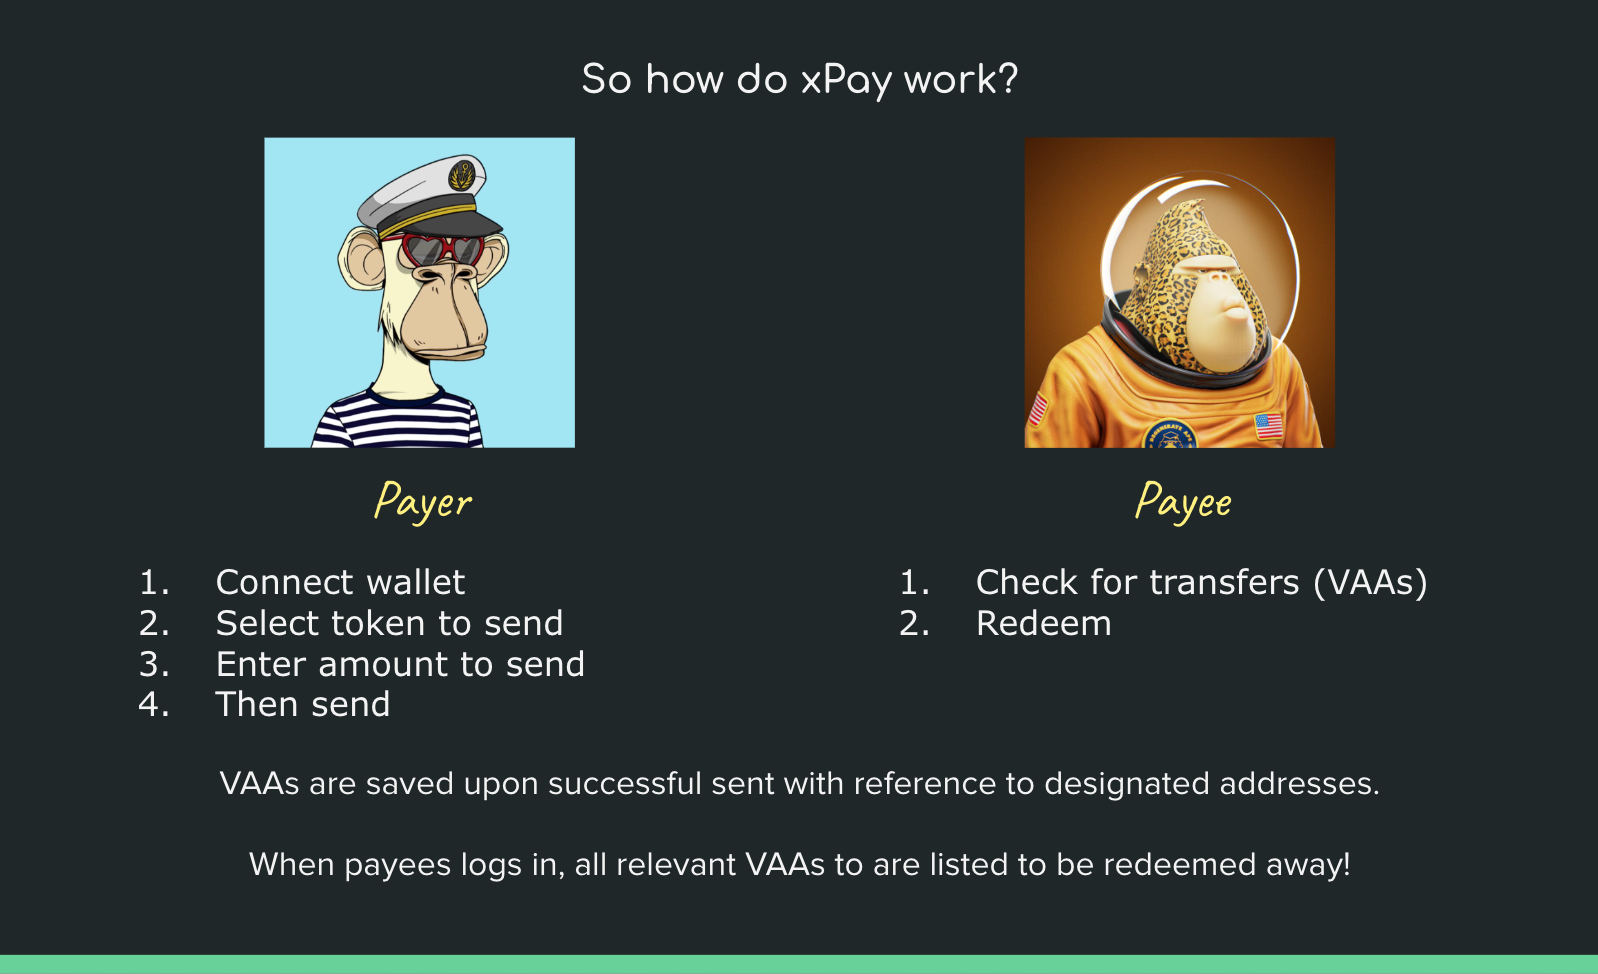 So how do xPay work?
Payer
1. Connect wallet
2. Select token to send
3. Enter amount to send
4. Then send
Payee
1. Check for transfers (VAAs)
2. Redeem
VAAs are saved upon successful sent with reference to designated addresses.
When payees logs in, all relevant VAAs to are listed to be redeemed away!